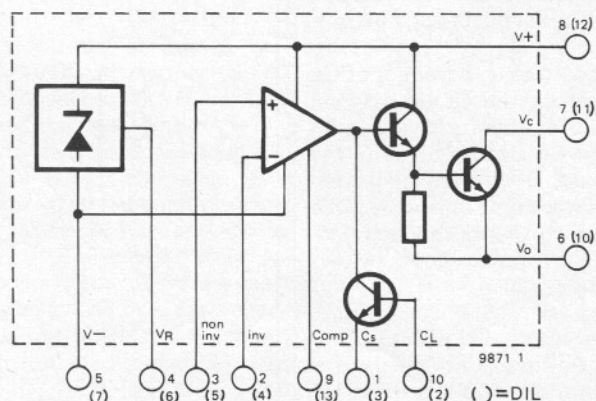 V+
8 (12)
+
Vc
7 (11)
−
Vo
6 (10)
V−
VR
non inv
inv
Comp
Cs
CL
9871 1
5 (7)
4 (6)
3 (5)
2 (4)
9 (13)
1 (3)
10 (2)
( )=DIL